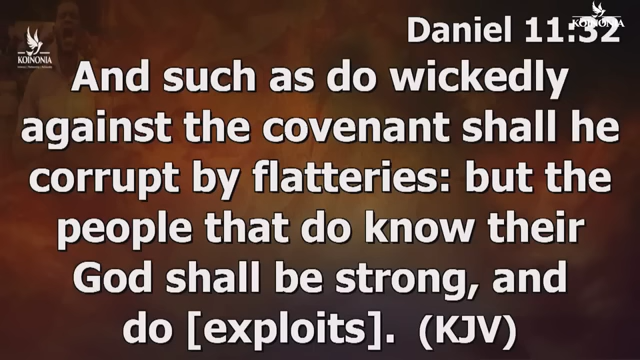 KOINONIA
KOINONIA
Daniel 11:32
And such as do wickedly
against the covenant shall he
corrupt by flatteries: but the
people that do know their
God shall be strong, and
do [exploits]. (KJV)